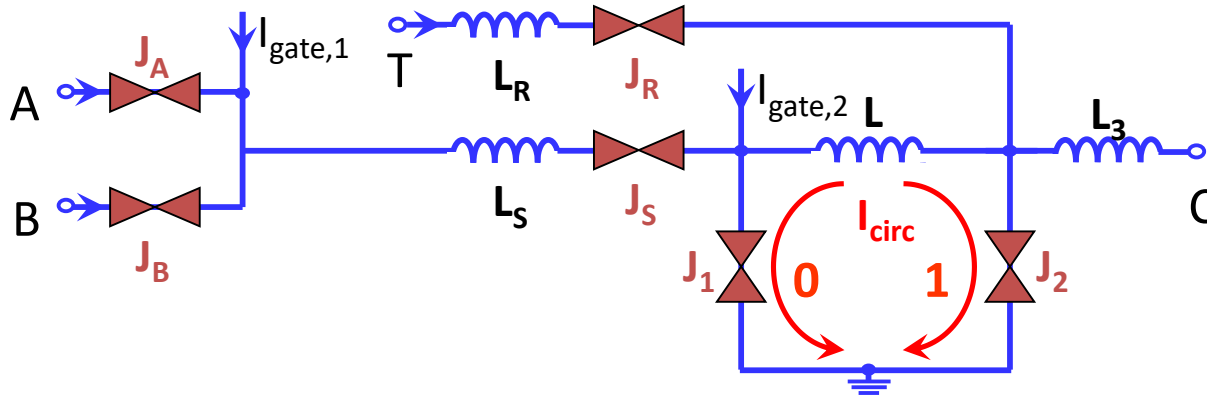 I_gate,1
J_A
A
T
L_R
J_R
I_gate,2
L
L_3
L_S
J_S
B
J_B
I_circ
J_1
0
1
J_2